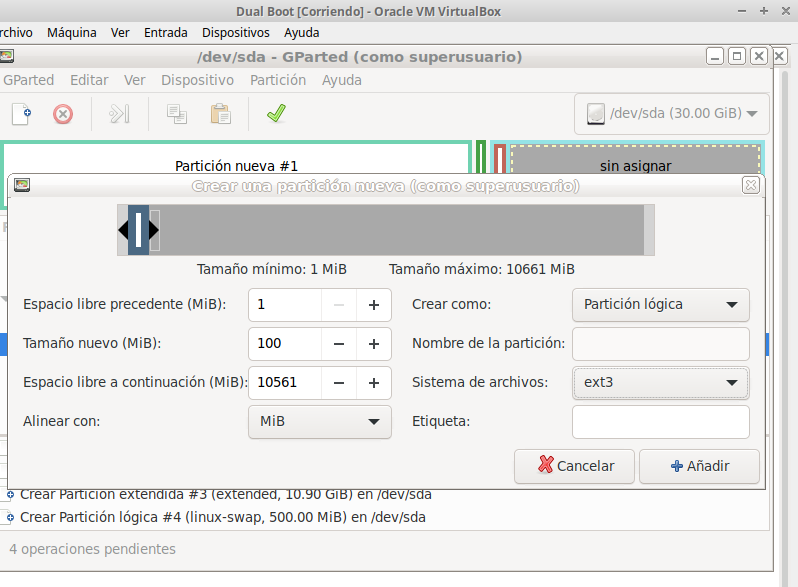 Dual Boot [Corriendo] - Oracle VM VirtualBox
rchivo Máquina Ver Entrada Dispositivos Ayuda
/dev/sda - GParted (como superusuario)
GParted Editar Ver Dispositivo Partición Ayuda
/dev/sda (30.00 GiB)
Partición nueva #1 sin asignar
Crear una partición nueva (como superusuario)
Tamaño mínimo: 1 MiB Tamaño máximo: 10661 MiB
Espacio libre precedente (MiB): 1 Crear como: Partición lógica
Tamaño nuevo (MiB): 100 Nombre de la partición:
Espacio libre a continuación (MiB): 10561 Sistema de archivos: ext3
Alinear con: MiB Etiqueta:
Cancelar Añadir
Crear Partición extendida #3 (extended, 10.90 GiB) en /dev/sda
Crear Partición lógica #4 (linux-swap, 500.00 MiB) en /dev/sda
4 operaciones pendientes